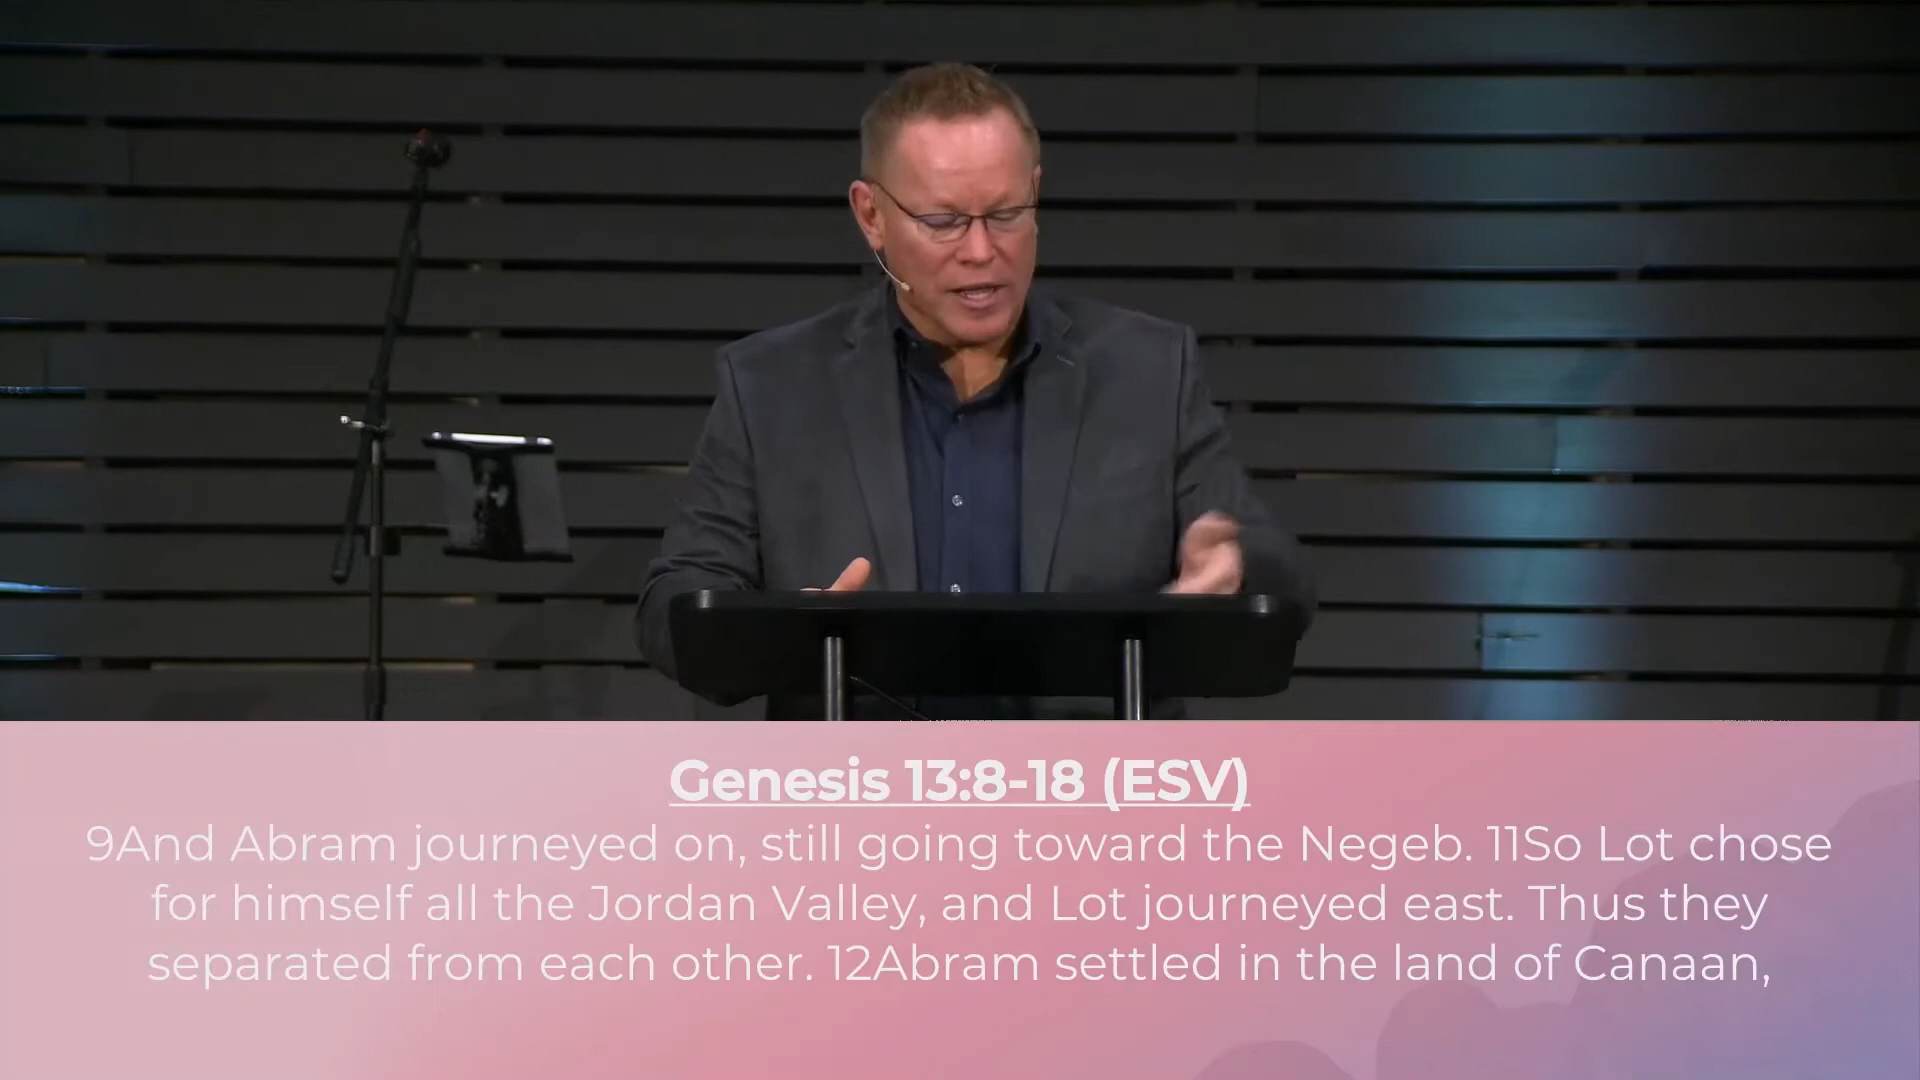 Genesis 13:8-18 (ESV)
9And Abram journeyed on, still going toward the Negeb. 11So Lot chose
for himself all the Jordan Valley, and Lot journeyed east. Thus they
separated from each other. 12Abram settled in the land of Canaan,